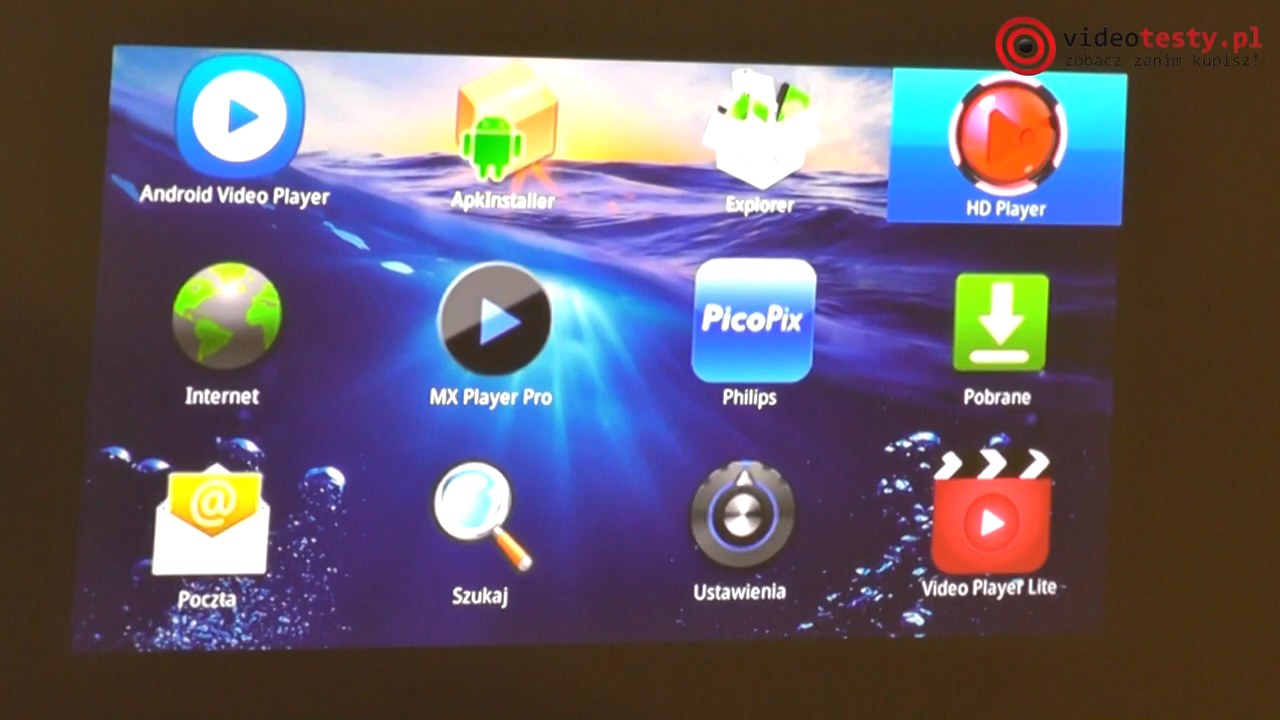 videotesty.pl
zobacz zanim kupisz!
Android Video Player
ApkInstaller
Explorer
HD Player
Internet
MX Player Pro
PicoPix
Philips
Pobrane
@
Poczta
Szukaj
Ustawienia
Video Player Lite